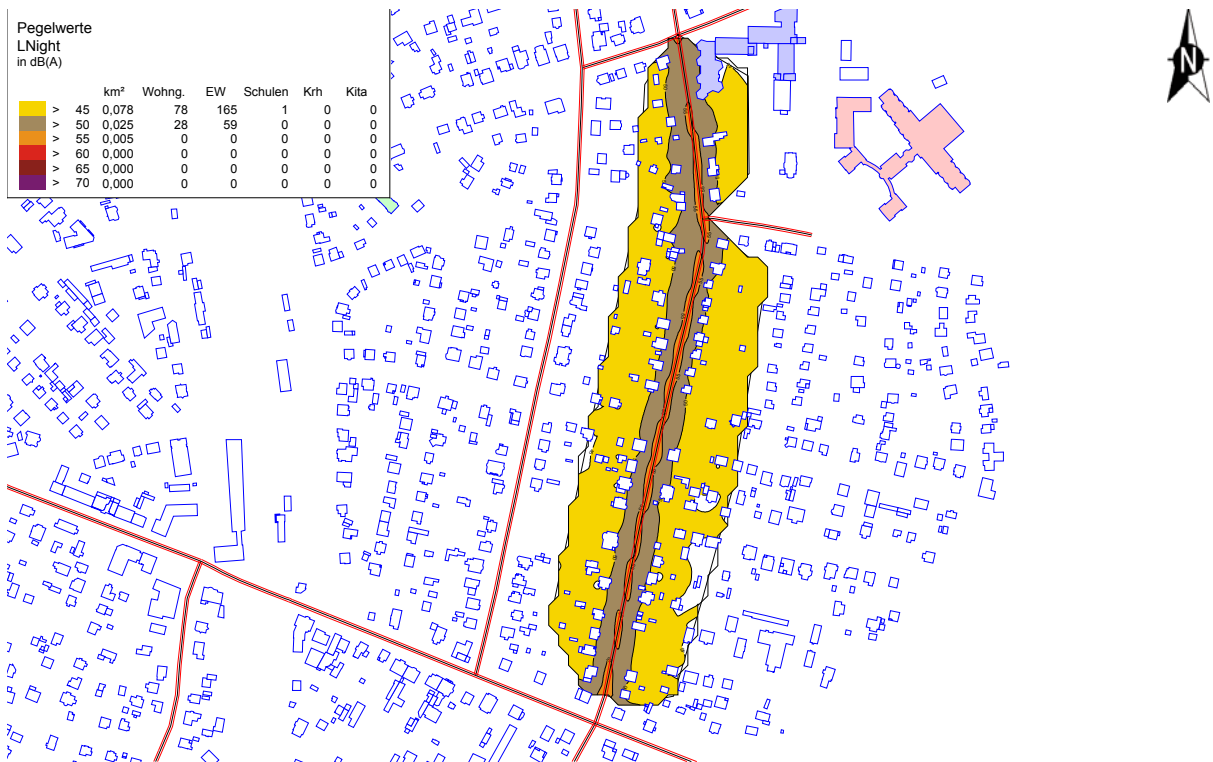 Pegelwerte
LNight
in dB(A)
km² Wohng. EW Schulen Krh Kita
> 45 0,078 78 165 1 0 0
> 50 0,025 28 59 0 0 0
> 55 0,005 0 0 0 0 0
> 60 0,000 0 0 0 0 0
> 65 0,000 0 0 0 0 0
> 70 0,000 0 0 0 0 0
N